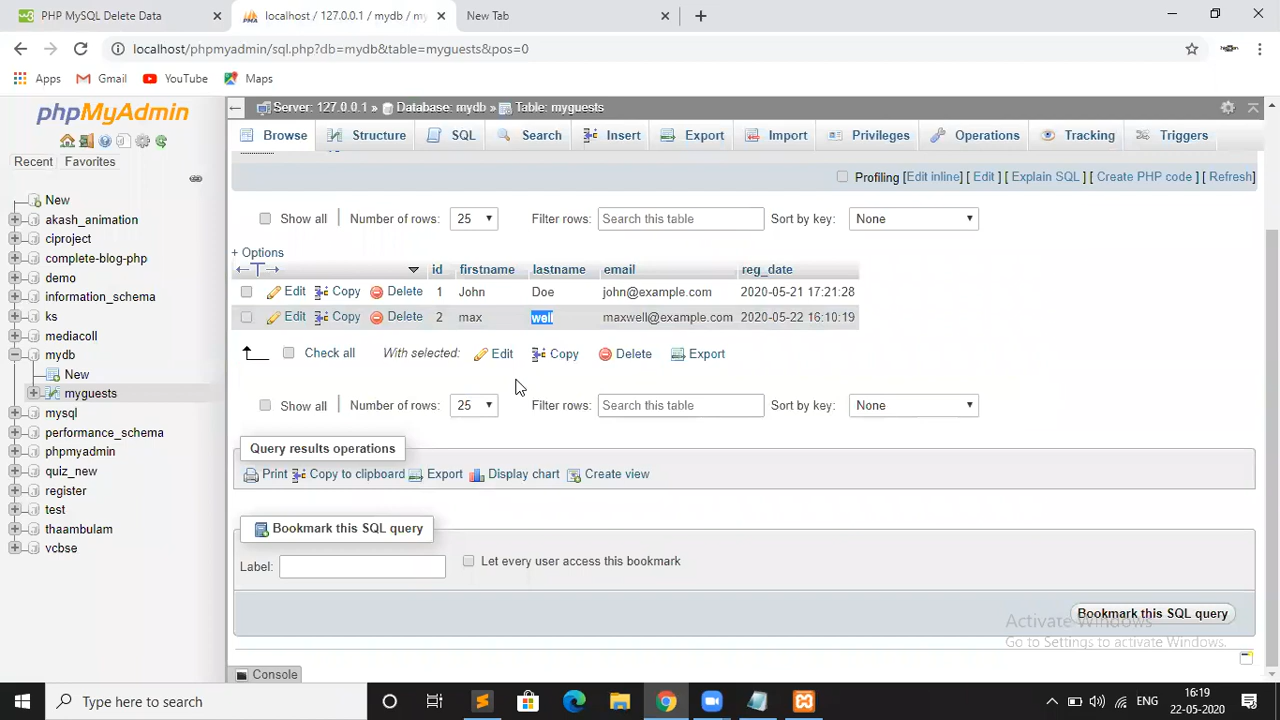 PHP MySQL Delete Data
localhost / 127.0.0.1 / mydb / my
New Tab
localhost/phpmyadmin/sql.php?db=mydb&table=myguests&pos=0
Apps Gmail YouTube Maps
phpMyAdmin
Recent Favorites
New
akash_animation
ciproject
complete-blog-php
demo
information_schema
ks
mediacoll
mydb
New
myguests
mysql
performance_schema
phpmyadmin
quiz_new
register
test
thaambulam
vcbse
Server: 127.0.0.1 » Database: mydb » Table: myguests
Browse Structure SQL Search Insert Export Import Privileges Operations Tracking Triggers
Profiling [Edit inline] [ Edit ] [ Explain SQL ] [ Create PHP code ] [ Refresh]
Show all Number of rows: 25 Filter rows: Search this table Sort by key: None
+ Options
id firstname lastname email reg_date
Edit Copy Delete 1 John Doe john@example.com 2020-05-21 17:21:28
Edit Copy Delete 2 max well maxwell@example.com 2020-05-22 16:10:19
Check all With selected: Edit Copy Delete Export
Show all Number of rows: 25 Filter rows: Search this table Sort by key: None
Query results operations
Print Copy to clipboard Export Display chart Create view
Bookmark this SQL query
Label: Let every user access this bookmark
Bookmark this SQL query
Activate Windows
Go to Settings to activate Windows.
Console
Type here to search
ENG
16:19
22-05-2020